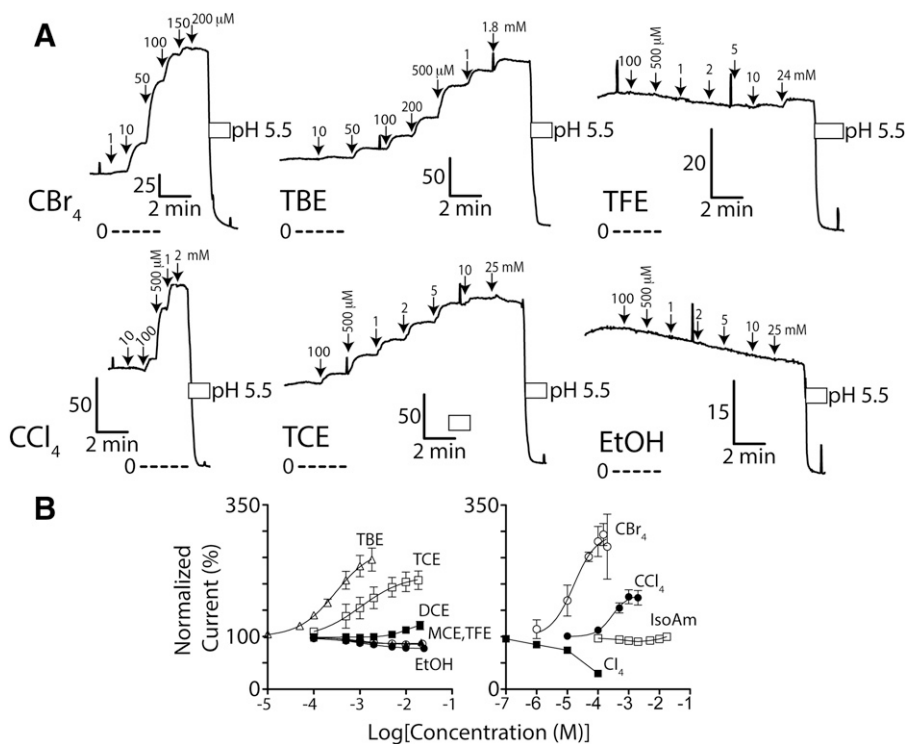 A
1 10 50 100 150 200 μM
pH 5.5
25
2 min
CBr4
0
10 50 100 200 500 μM 1 1.8 mM
pH 5.5
50
2 min
TBE
0
100 500 μM 1 2 5 10 24 mM
pH 5.5
20
2 min
TFE
0
10 100 500 μM 1 2 mM
pH 5.5
50
2 min
CCl4
0
100 500 μM 1 2 5 10 25 mM
pH 5.5
50
2 min
TCE
0
100 500 μM 1 2 5 10 25 mM
pH 5.5
15
2 min
EtOH
0
B
Normalized
Current (%)
350
100
0
TBE
TCE
DCE
MCE,TFE
EtOH
-5 -4 -3 -2 -1
350
100
0
CBr4
CCl4
IsoAm
CI4
-7 -6 -5 -4 -3 -2 -1
Log[Concentration (M)]